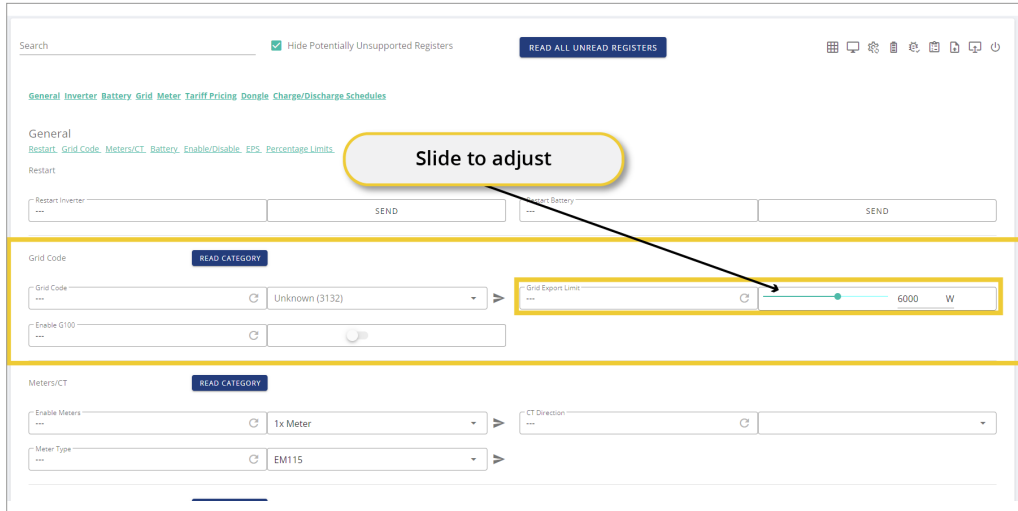 Search
Hide Potentially Unsupported Registers
READ ALL UNREAD REGISTERS
General Inverter Battery Grid Meter Tariff Pricing Dongle Charge/Discharge Schedules
General
Restart Grid Code Meters/CT Battery Enable/Disable EPS Percentage Limits
Slide to adjust
Restart
Restart Inverter
---
SEND
Restart Battery
---
SEND
Grid Code
READ CATEGORY
Grid Code
---
Unknown (3132)
Grid Export Limit
---
6000 W
Enable G100
---
Meters/CT
READ CATEGORY
Enable Meters
---
1x Meter
CT Direction
---
Meter Type
---
EM115